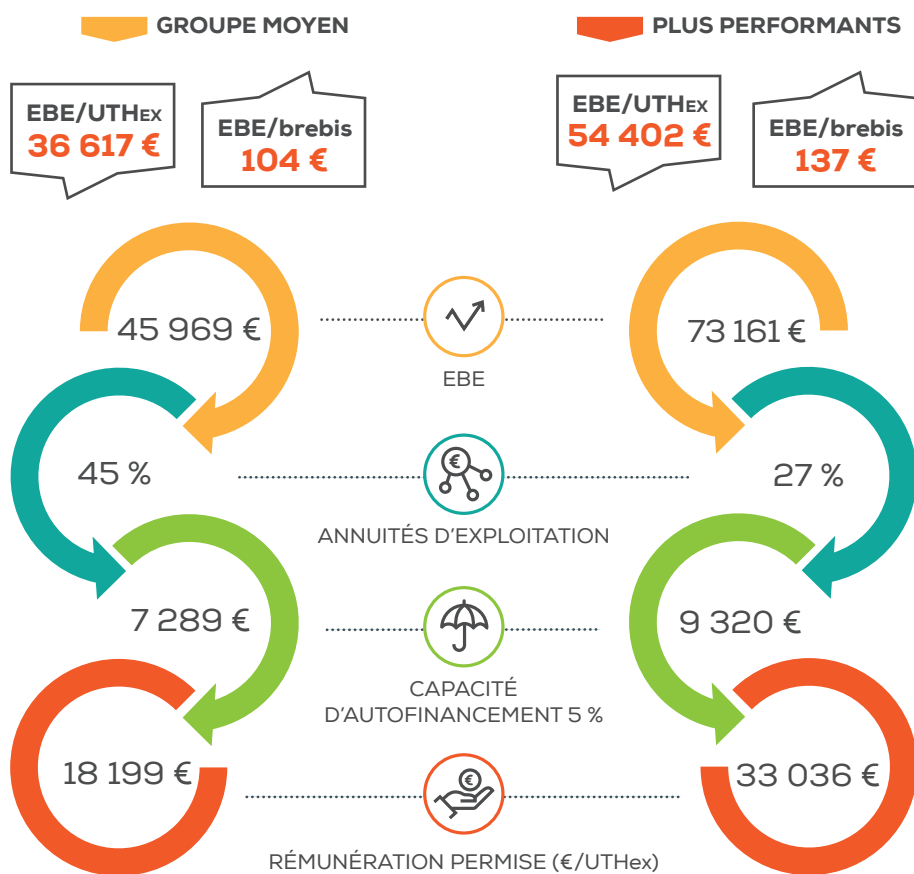 GROUPE MOYEN
PLUS PERFORMANTS
EBE/UTHEX
36 617 €
EBE/brebis
104 €
EBE/UTHEX
54 402 €
EBE/brebis
137 €
45 969 €
73 161 €
EBE
45 %
€
27 %
ANNUITÉS D'EXPLOITATION
7 289 €
9 320 €
CAPACITÉ
D'AUTOFINANCEMENT 5 %
18 199 €
€
33 036 €
RÉMUNÉRATION PERMISE (€/UTHex)